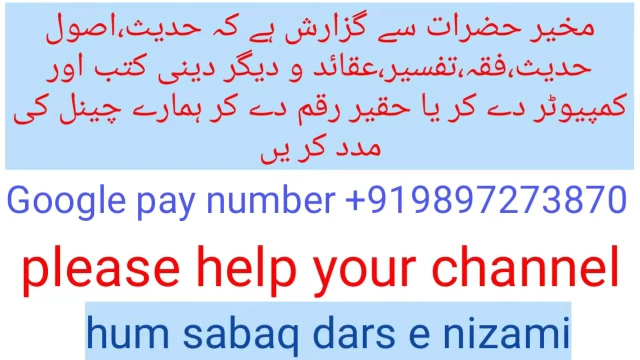 مخیر حضرات سے گزارش ہے کہ حدیث،اصول
حدیث،فقہ،تفسیر،عقائد و دیگر دینی کتب اور
کمپیوٹر دے کر یا حقیر رقم دے کر ہمارے چینل کی
مدد کر یں
Google pay number +919897273870
please help your channel
hum sabaq dars e nizami